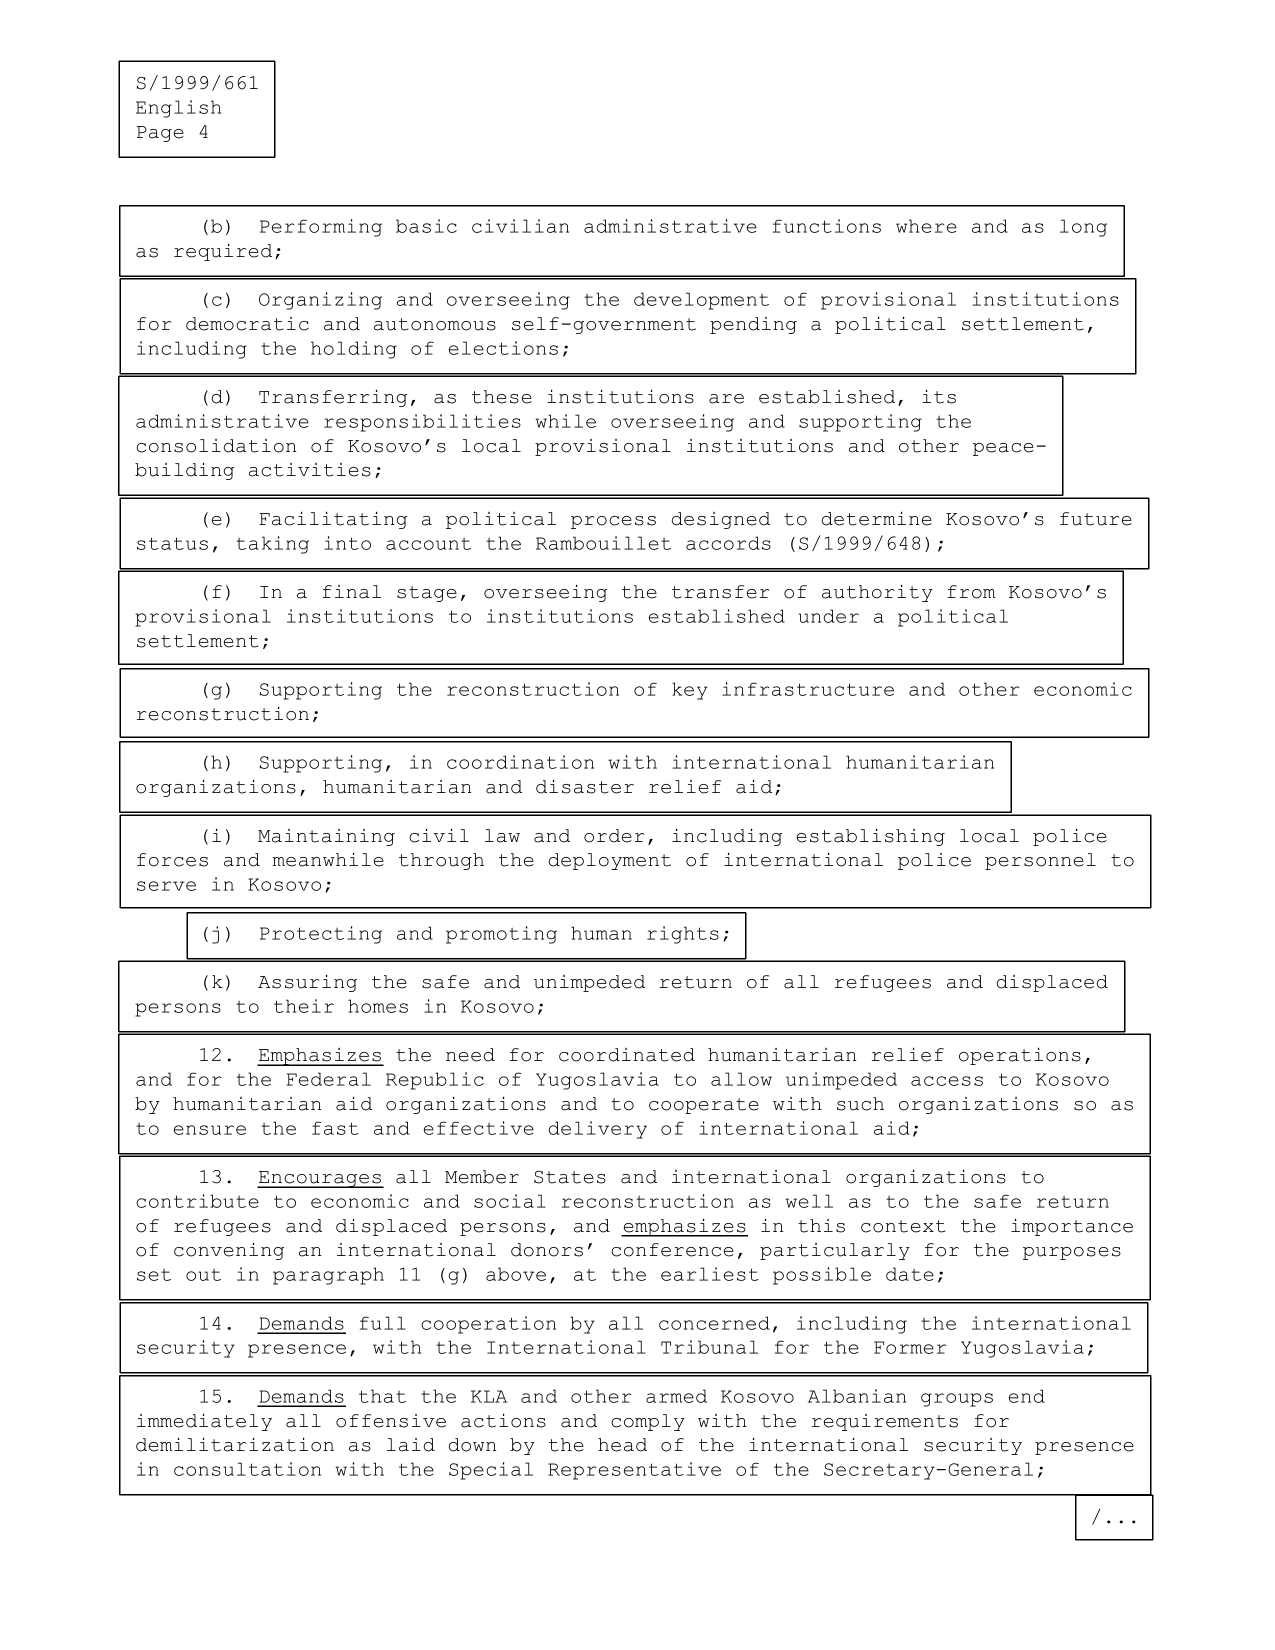 S/1999/661
English
Page 4
(b)  Performing basic civilian administrative functions where and as long
as required;
(c)  Organizing and overseeing the development of provisional institutions
for democratic and autonomous self-government pending a political settlement,
including the holding of elections;
(d)  Transferring, as these institutions are established, its
administrative responsibilities while overseeing and supporting the
consolidation of Kosovo’s local provisional institutions and other peace-
building activities;
(e)  Facilitating a political process designed to determine Kosovo’s future
status, taking into account the Rambouillet accords (S/1999/648);
(f)  In a final stage, overseeing the transfer of authority from Kosovo’s
provisional institutions to institutions established under a political
settlement;
(g)  Supporting the reconstruction of key infrastructure and other economic
reconstruction;
(h)  Supporting, in coordination with international humanitarian
organizations, humanitarian and disaster relief aid;
(i)  Maintaining civil law and order, including establishing local police
forces and meanwhile through the deployment of international police personnel to
serve in Kosovo;
(j)  Protecting and promoting human rights;
(k)  Assuring the safe and unimpeded return of all refugees and displaced
persons to their homes in Kosovo;
12.  Emphasizes the need for coordinated humanitarian relief operations,
and for the Federal Republic of Yugoslavia to allow unimpeded access to Kosovo
by humanitarian aid organizations and to cooperate with such organizations so as
to ensure the fast and effective delivery of international aid;
13.  Encourages all Member States and international organizations to
contribute to economic and social reconstruction as well as to the safe return
of refugees and displaced persons, and emphasizes in this context the importance
of convening an international donors’ conference, particularly for the purposes
set out in paragraph 11 (g) above, at the earliest possible date;
14.  Demands full cooperation by all concerned, including the international
security presence, with the International Tribunal for the Former Yugoslavia;
15.  Demands that the KLA and other armed Kosovo Albanian groups end
immediately all offensive actions and comply with the requirements for
demilitarization as laid down by the head of the international security presence
in consultation with the Special Representative of the Secretary-General;
/...